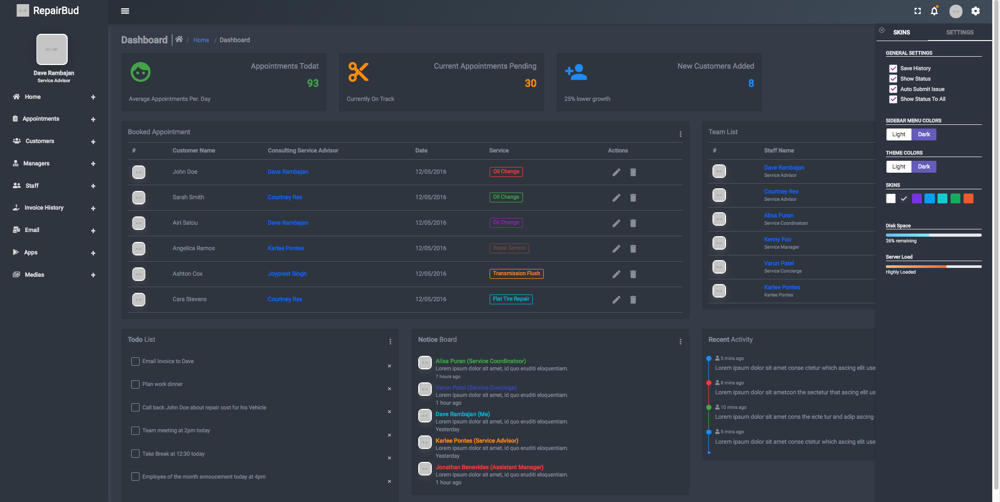 RepairBud
Dave Rambajan
Service Advisor
Home
Appointments
Customers
Managers
Staff
Invoice History
Email
Apps
Medias
Dashboard / Home / Dashboard
Appointments Todat
93
Average Appointments Per. Day
Current Appointments Pending
30
Currently On Track
New Customers Added
8
25% lower growth
Booked Appointment
# Customer Name Consulting Service Advisor Date Service Actions
John Doe Dave Rambajan 12/05/2016 Oil Change
Sarah Smith Courtney Rex 12/05/2016 Oil Change
Airi Satou Dave Rambajan 12/05/2016 Oil Change
Angelica Ramos Karlee Pontes 12/05/2016 Brake Service
Ashton Cox Joypreet Singh 12/05/2016 Transmission Flush
Cara Stevens Courtney Rex 12/05/2016 Flat Tire Repair
Team List
# Staff Name
Dave Rambajan
Service Advisor
Courtney Rex
Service Advisor
Alisa Puran
Service Coordinatoor
Kenny Foo
Service Manager
Varun Patel
Service Concierge
Karlee Pontes
Karlee Pontes
Todo List
Email Invoice to Dave
Plan work dinner
Call back John Doe about repair cost for his Vehicle
Team meeting at 2pm today
Take Break at 12:30 today
Employee of the month annoucement today at 4pm
Notice Board
Alisa Puran (Service Coordinatoor)
Lorem ipsum dolor sit amet, id quo eruditi eloquentiam.
7 hours ago
Varun Patel (Service Conciege)
Lorem ipsum dolor sit amet, id quo eruditi eloquentiam.
1 hour ago
Dave Rambajan (Me)
Lorem ipsum dolor sit amet, id quo eruditi eloquentiam.
Yesterday
Karlee Pontes (Service Advisor)
Lorem ipsum dolor sit amet, id quo eruditi eloquentiam.
Yesterday
Jonathan Benevides (Assistant Manager)
Lorem ipsum dolor sit amet, id quo eruditi eloquentiam.
1 hour ago
Recent Activity
5 mins ago
Lorem ipsum dolor sit amet conse ctetur which ascing elit use
8 mins ago
Lorem ipsum dolor sit ametcon the sectetur that ascing elit us
10 mins ago
Lorem ipsum dolor sit amet cons the ecte tur and adip ascing
5 mins ago
Lorem ipsum dolor sit amet conse ctetur which ascing elit use
SKINS SETTINGS
GENERAL SETTINGS
Save History
Show Status
Auto Submit Issue
Show Status To All
SIDEBAR MENU COLORS
Light Dark
THEME COLORS
Light Dark
SKINS
Disk Space
26% remaining
Server Load
Highly Loaded